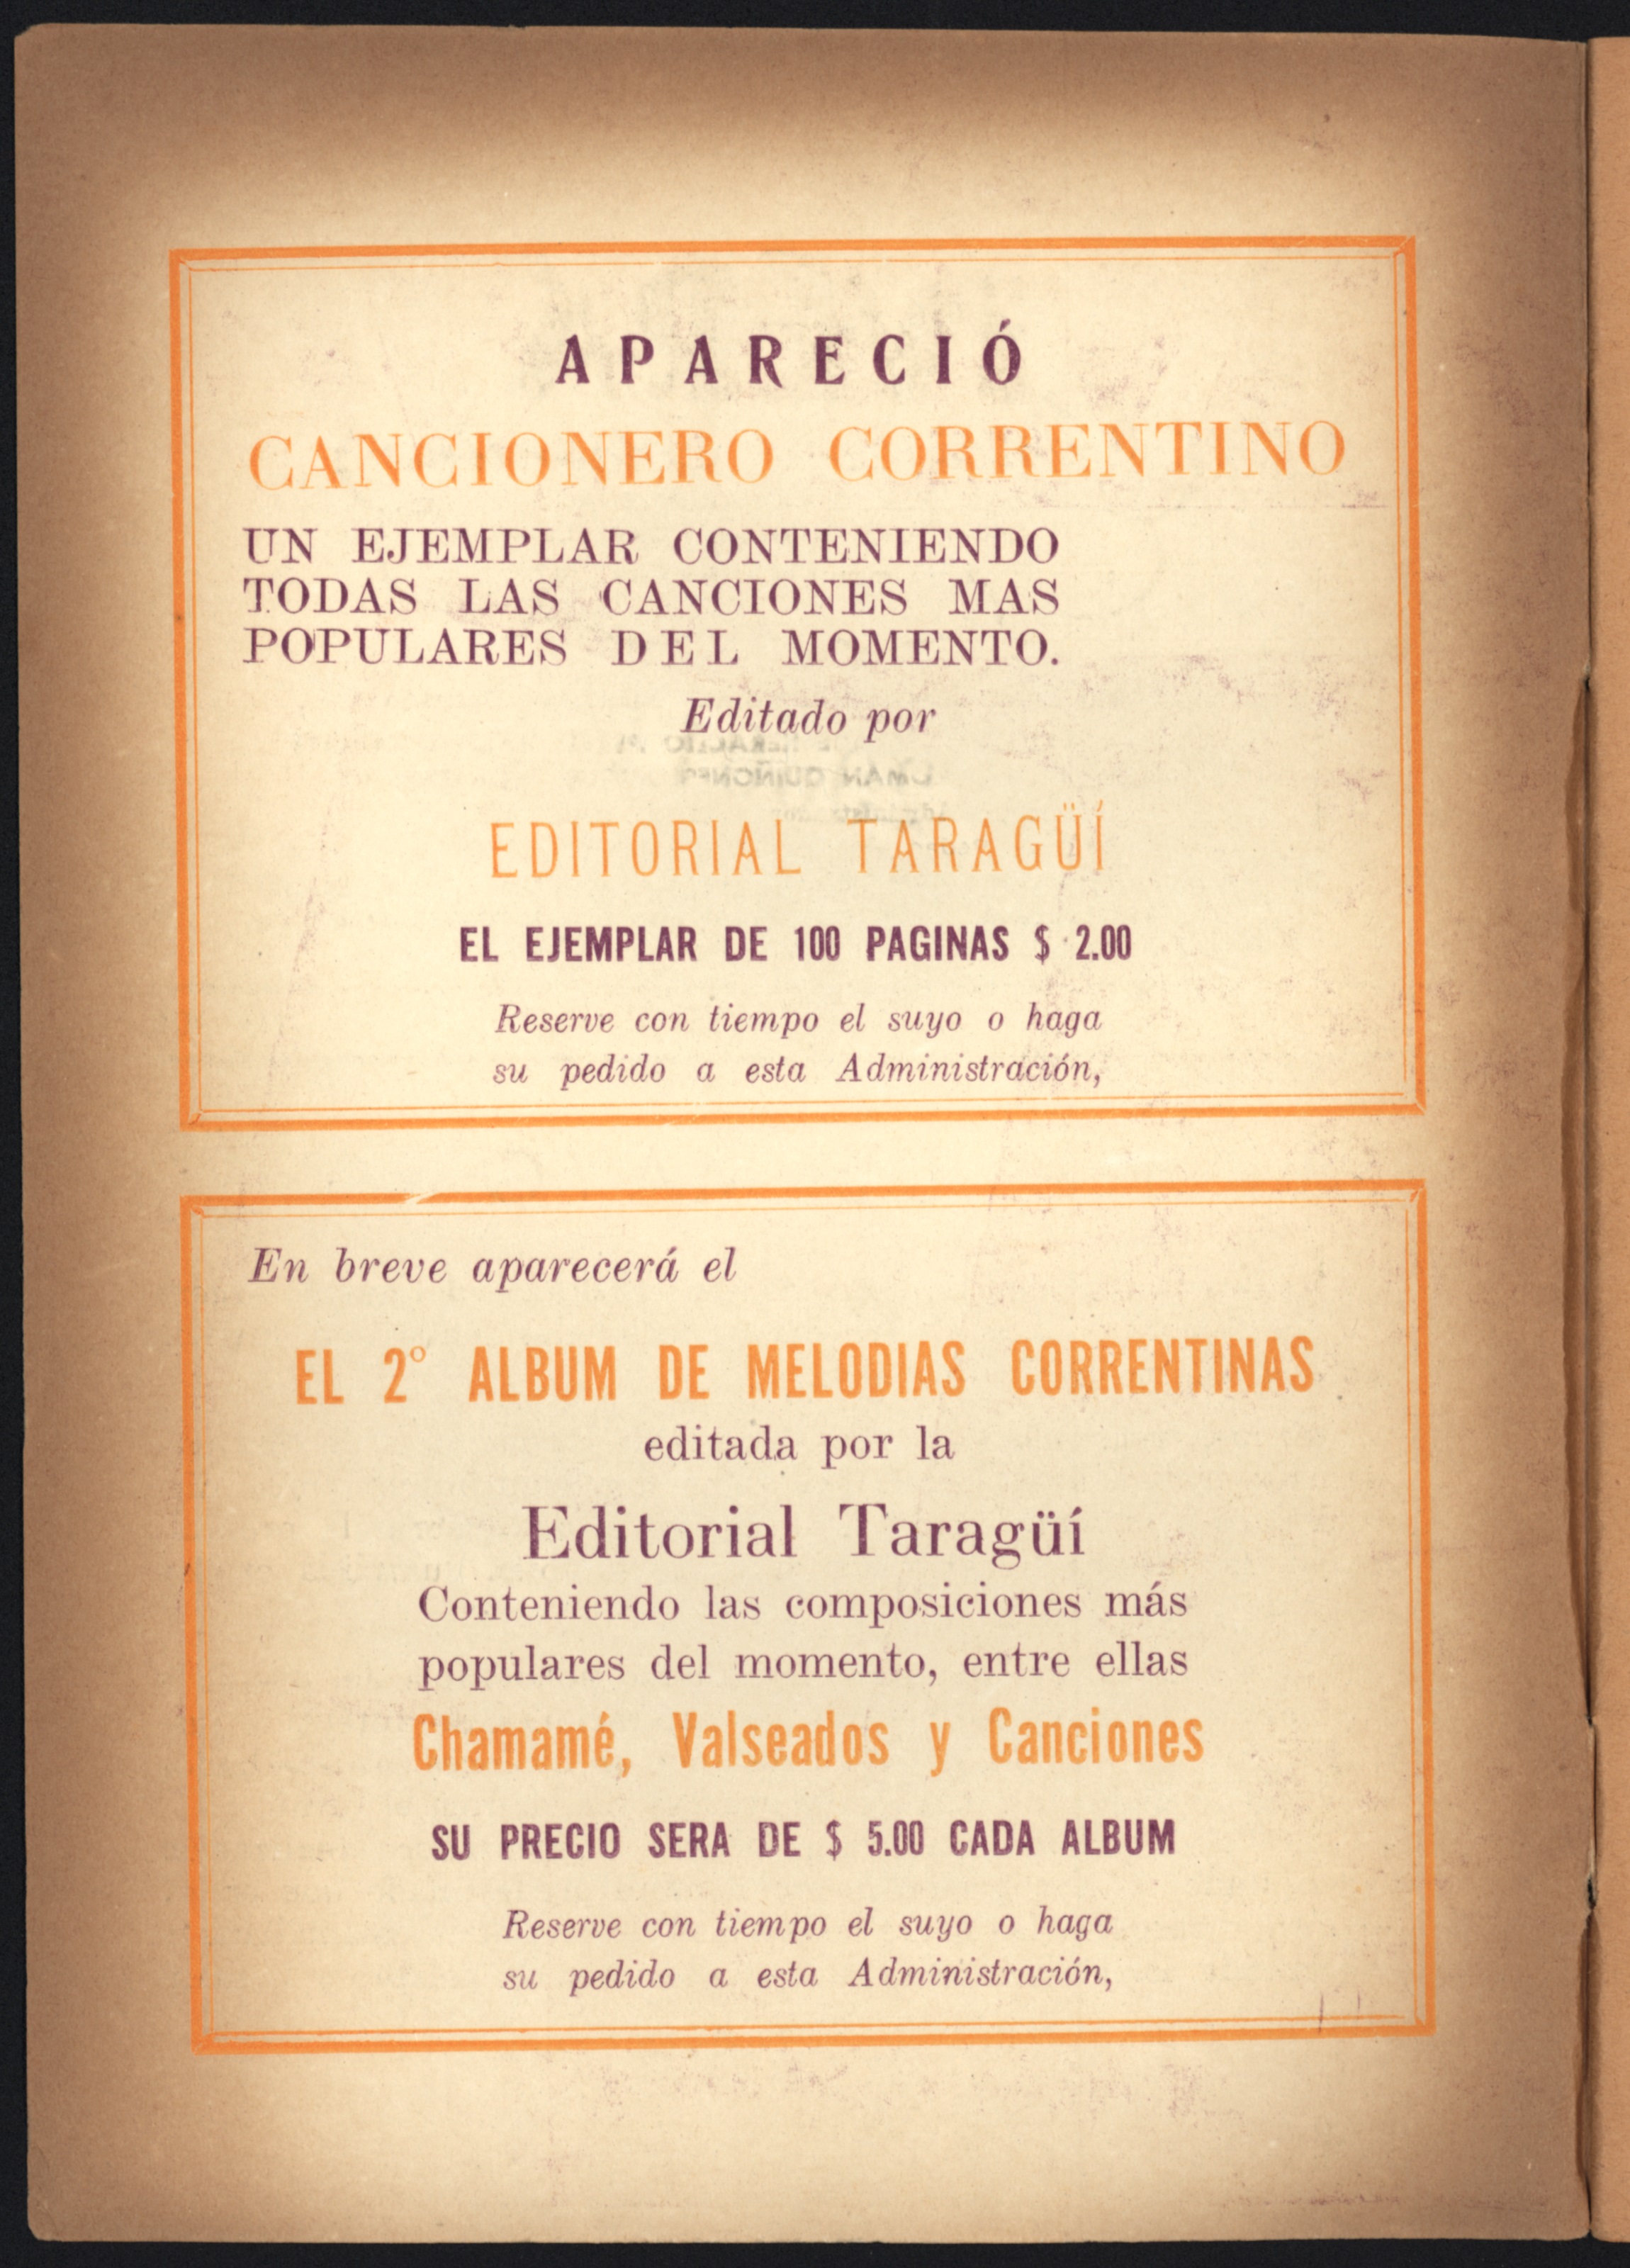 APARECIÓ
CANCIONERO CORRENTINO
UN EJEMPLAR CONTENIENDO
TODAS LAS CANCIONES MAS
POPULARES DEL MOMENTO.
Editado por
EDITORIAL TARAGÜÍ
EL EJEMPLAR DE 100 PAGINAS $ 2.00
Reserve con tiempo el suyo o haga
su pedido a esta Administración,
En breve aparecerá el
EL 2º ALBUM DE MELODIAS CORRENTINAS
editada por la
Editorial Taragüí
Conteniendo las composiciones más
populares del momento, entre ellas
Chamamé, Valseados y Canciones
SU PRECIO SERA DE $ 5.00 CADA ALBUM
Reserve con tiempo el suyo o haga
su pedido a esta Administración,